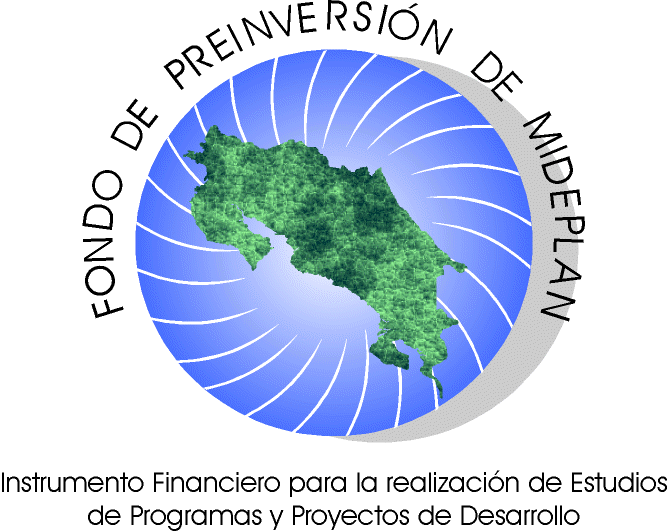 FONDO DE PREINVERSIÓN DE MIDEPLAN
Instrumento Financiero para la realización de Estudios
de Programas y Proyectos de Desarrollo